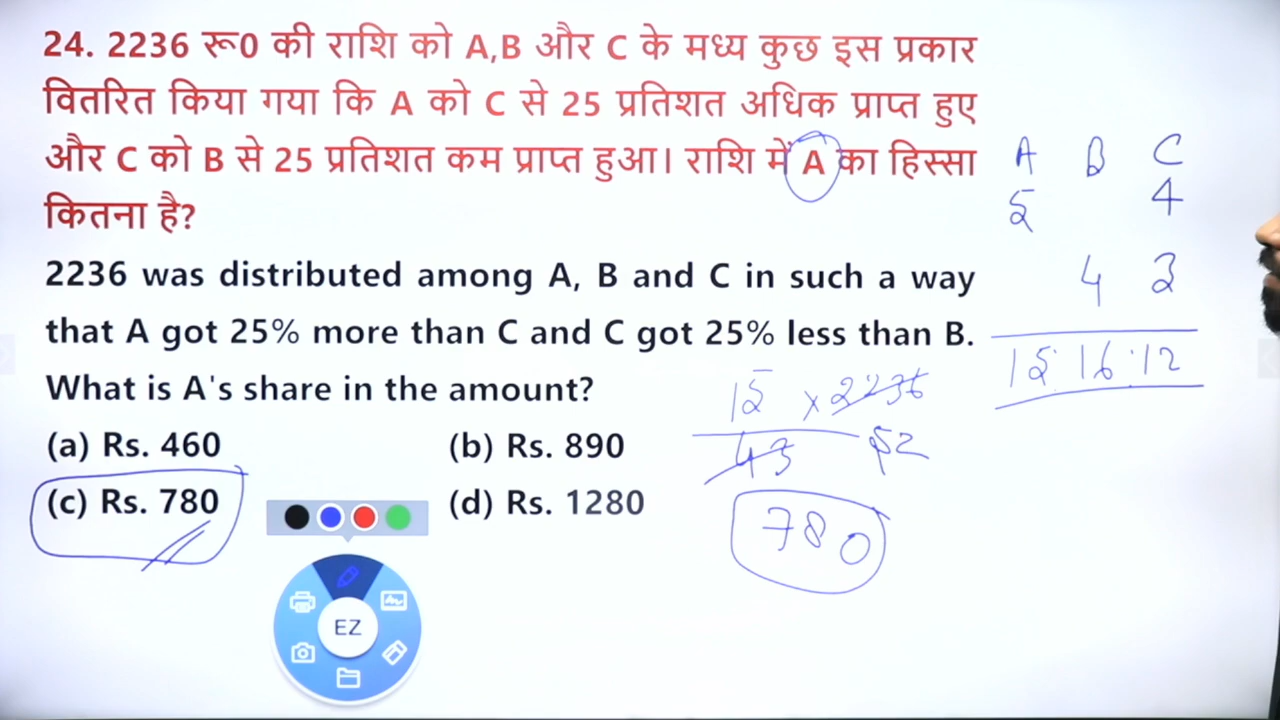 24. 2236 रू0 की राशि को A,B और C के मध्य कुछ इस प्रकार
वितरित किया गया कि A को C से 25 प्रतिशत अधिक प्राप्त हुए
और C को B से 25 प्रतिशत कम प्राप्त हुआ। राशि में A का हिस्सा
कितना है?
2236 was distributed among A, B and C in such a way
that A got 25% more than C and C got 25% less than B.
What is A's share in the amount?
(a) Rs. 460 (b) Rs. 890
(c) Rs. 780 (d) Rs. 1280
A B C
5 4
4 3
15 : 16 : 12
15 × 2236
43 52
780
EZ